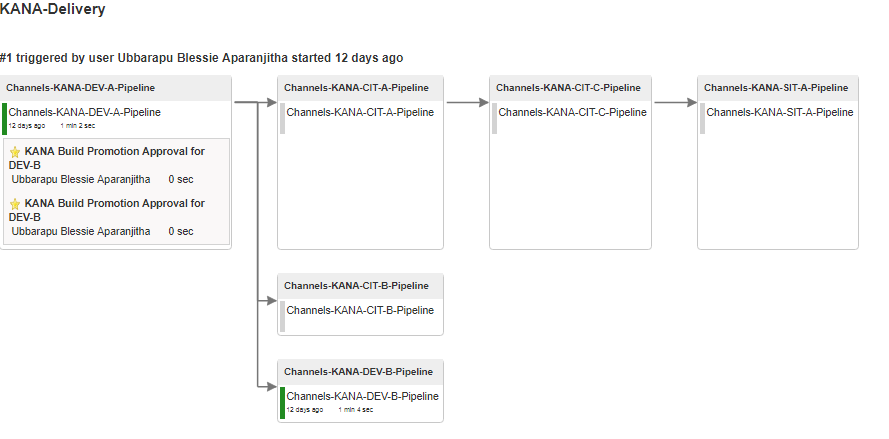 KANA-Delivery
#1 triggered by user Ubbarapu Blessie Aparanjitha started 12 days ago
Channels-KANA-DEV-A-Pipeline
Channels-KANA-DEV-A-Pipeline
12 days ago 1 min 2 sec
KANA Build Promotion Approval for
DEV-B
Ubbarapu Blessie Aparanjitha 0 sec
KANA Build Promotion Approval for
DEV-B
Ubbarapu Blessie Aparanjitha 0 sec
Channels-KANA-CIT-A-Pipeline
Channels-KANA-CIT-A-Pipeline
Channels-KANA-CIT-C-Pipeline
Channels-KANA-CIT-C-Pipeline
Channels-KANA-SIT-A-Pipeline
Channels-KANA-SIT-A-Pipeline
Channels-KANA-CIT-B-Pipeline
Channels-KANA-CIT-B-Pipeline
Channels-KANA-DEV-B-Pipeline
Channels-KANA-DEV-B-Pipeline
12 days ago 1 min 4 sec